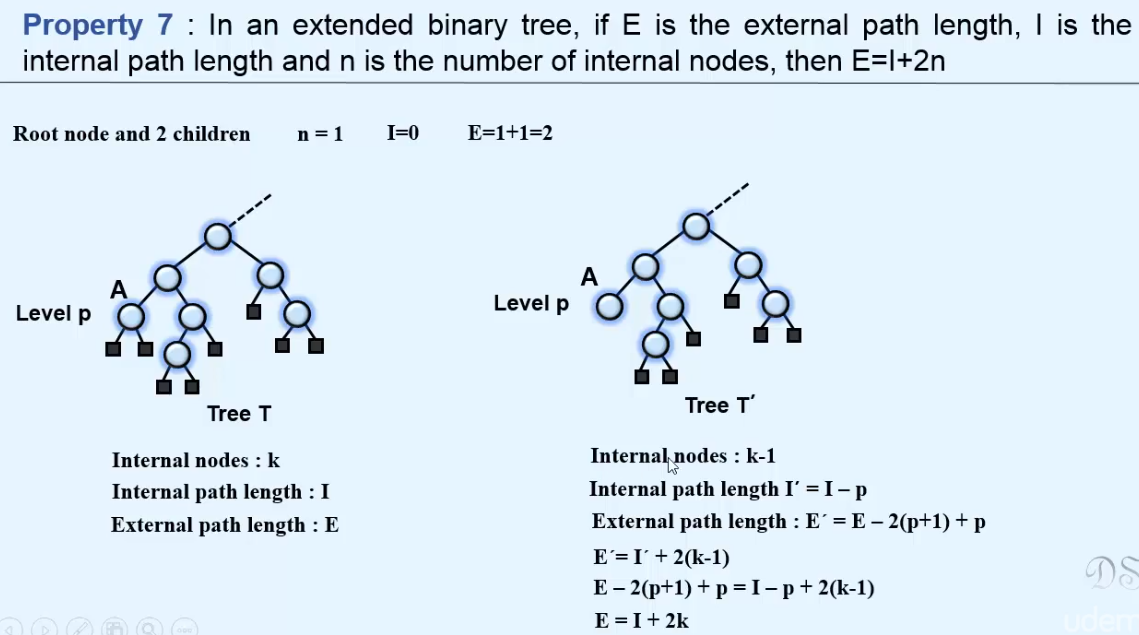 Property 7 : In an extended binary tree, if E is the external path length, I is the
internal path length and n is the number of internal nodes, then E=I+2n
Root node and 2 children n = 1 I=0 E=1+1=2
A
Level p
Tree T
Internal nodes : k
Internal path length : I
External path length : E
A
Level p
Tree T′
Internal nodes : k-1
Internal path length I′ = I – p
External path length : E´ = E – 2(p+1) + p
E´= I´ + 2(k-1)
E – 2(p+1) + p = I – p + 2(k-1)
E = I + 2k
DS
udem